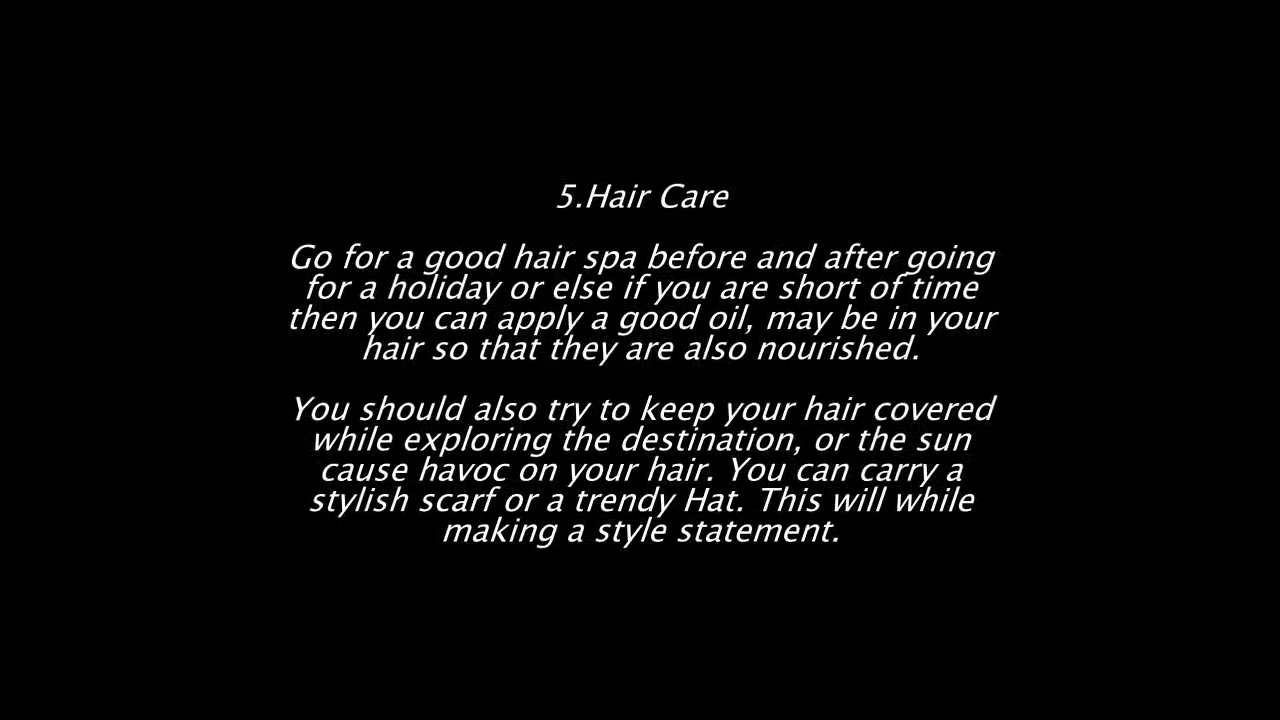 5.Hair Care
Go for a good hair spa before and after going
for a holiday or else if you are short of time
then you can apply a good oil, may be in your
hair so that they are also nourished.
You should also try to keep your hair covered
while exploring the destination, or the sun
cause havoc on your hair. You can carry a
stylish scarf or a trendy Hat. This will while
making a style statement.